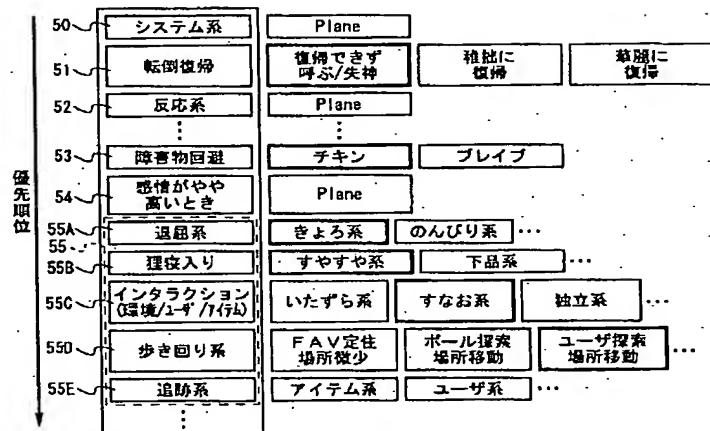 50 システム系 Plane
51 転倒復帰 復帰できず 呼ぶ/失神 稚拙に 復帰 華麗に 復帰
52 反応系 Plane
⋮ ⋮
53 障害物回避 チキン ブレイブ
54 感情がやや 高いとき Plane
優先順位
55A 退屈系 きょろ系 のんびり系 …
55
55B 狸寝入り すやすや系 下品系 …
55C インタラクション (環境/ユーザ/アイテム) いたずら系 すなお系 独立系 …
55D 歩き回り系 FAV定住 場所微少 ボール探索 場所移動 ユーザ探索 場所移動 …
55E 追跡系 アイテム系 ユーザ系 …
⋮